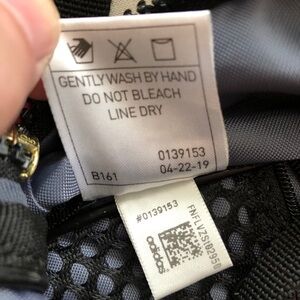 GENTLY WASH BY HAND
DO NOT BLEACH
LINE DRY
0139153
B161 04-22-19
#0139153
adidas